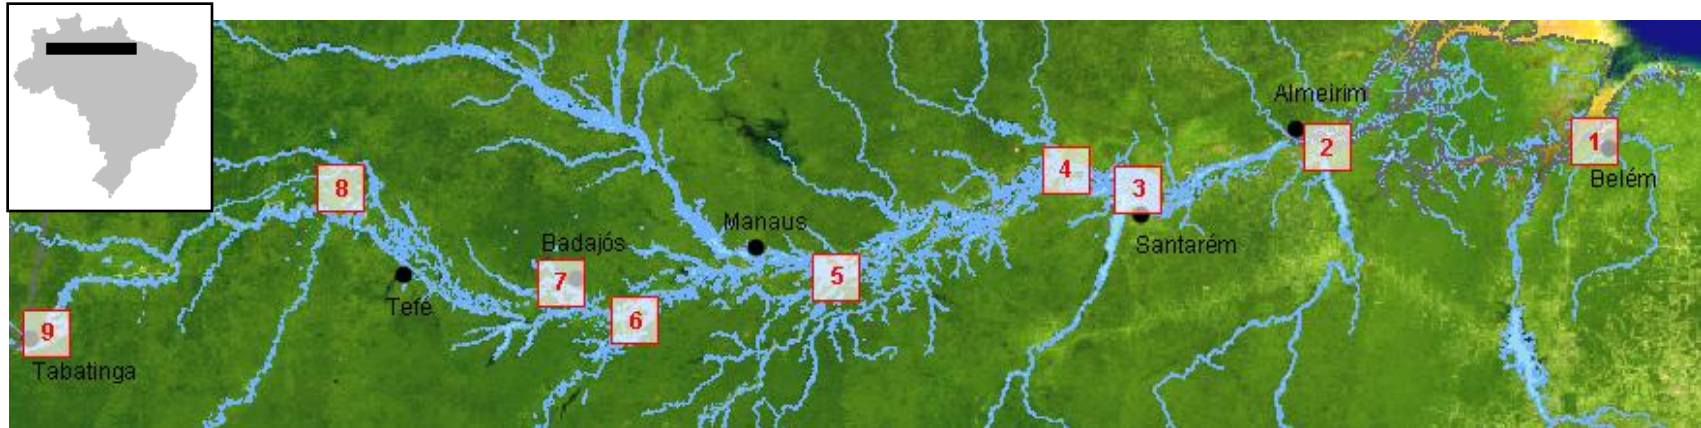 Almeirim
1
2
Belém
4
3
8
Manaus
Santarém
Badajós
5
7
Tefé
6
9
Tabatinga